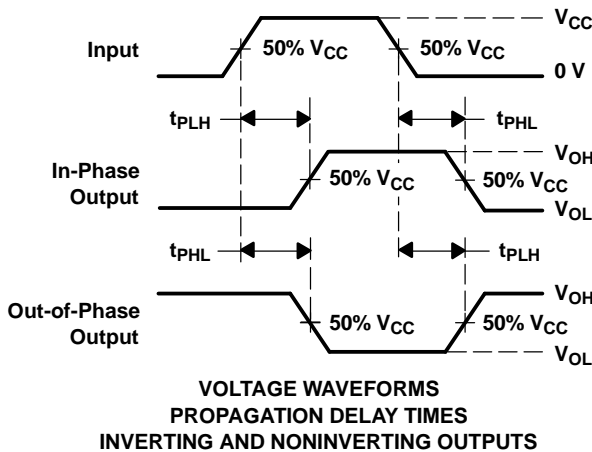 V_CC
Input
50% V_CC
50% V_CC
0 V
t_PLH
t_PHL
V_OH
In-Phase
Output
50% V_CC
50% V_CC
V_OL
t_PHL
t_PLH
V_OH
Out-of-Phase
Output
50% V_CC
50% V_CC
V_OL
VOLTAGE WAVEFORMS
PROPAGATION DELAY TIMES
INVERTING AND NONINVERTING OUTPUTS